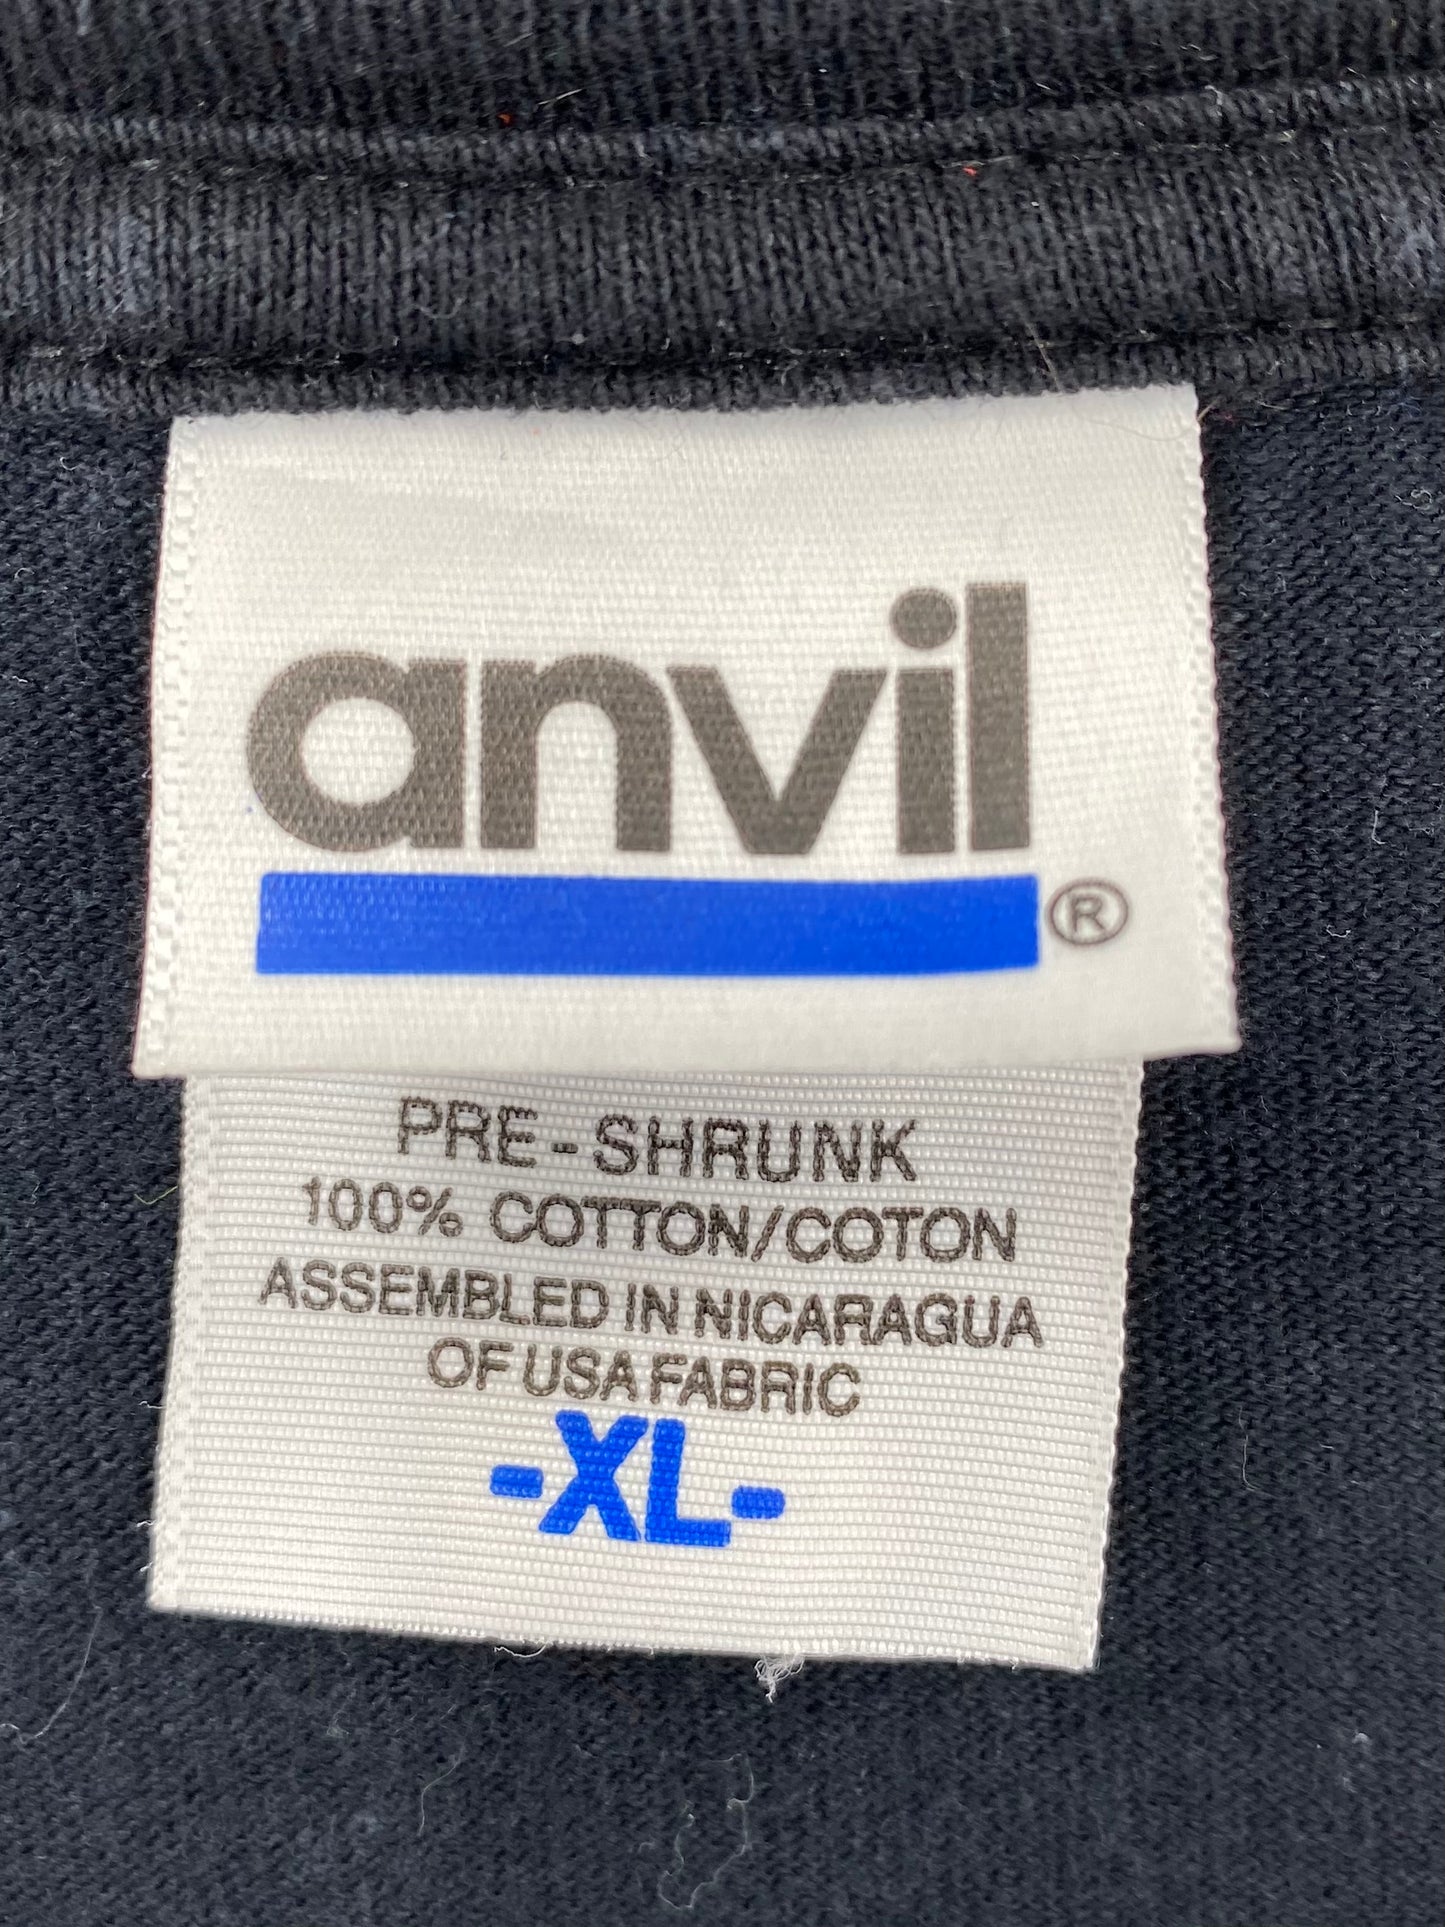 anvil
®
PRE-SHRUNK
100% COTTON/COTON
ASSEMBLED IN NICARAGUA
OF USA FABRIC
-XL-